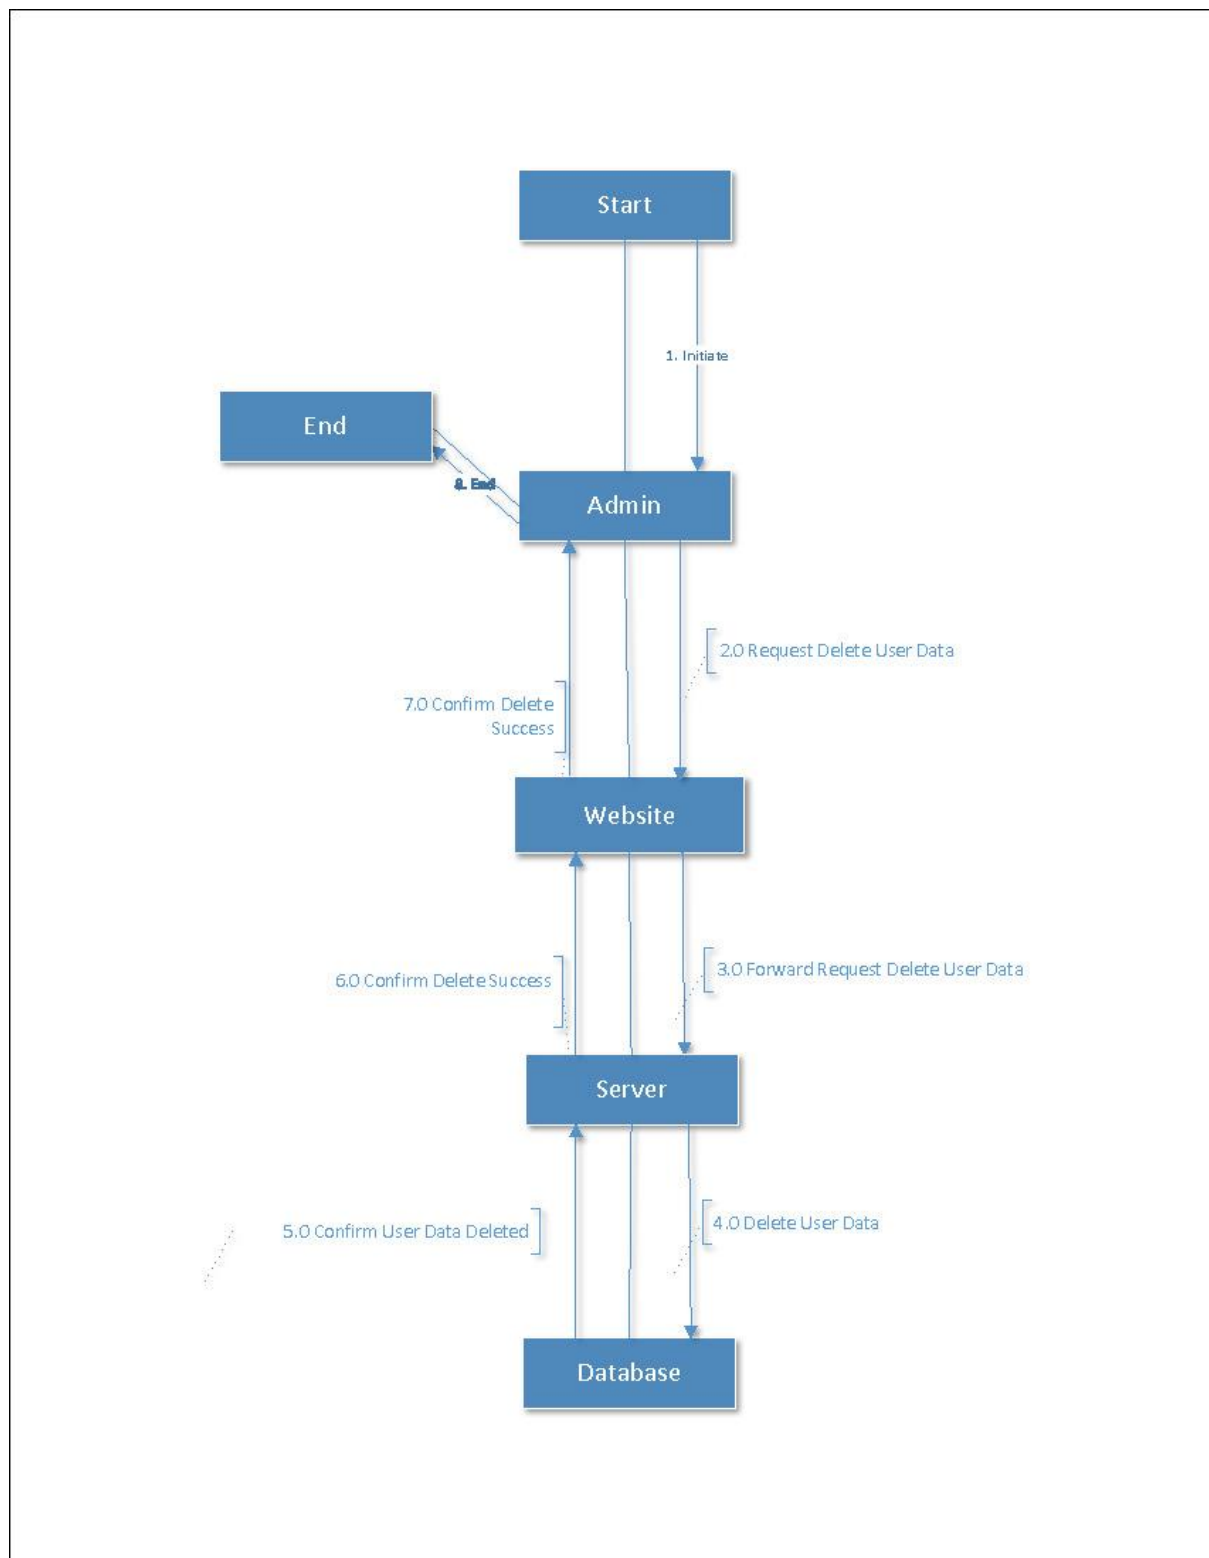 Start
1. Initiate
End
8. End
Admin
2.0 Request Delete User Data
7.0 Confirm Delete
Success
Website
6.0 Confirm Delete Success
3.0 Forward Request Delete User Data
Server
5.0 Confirm User Data Deleted
4.0 Delete User Data
Database